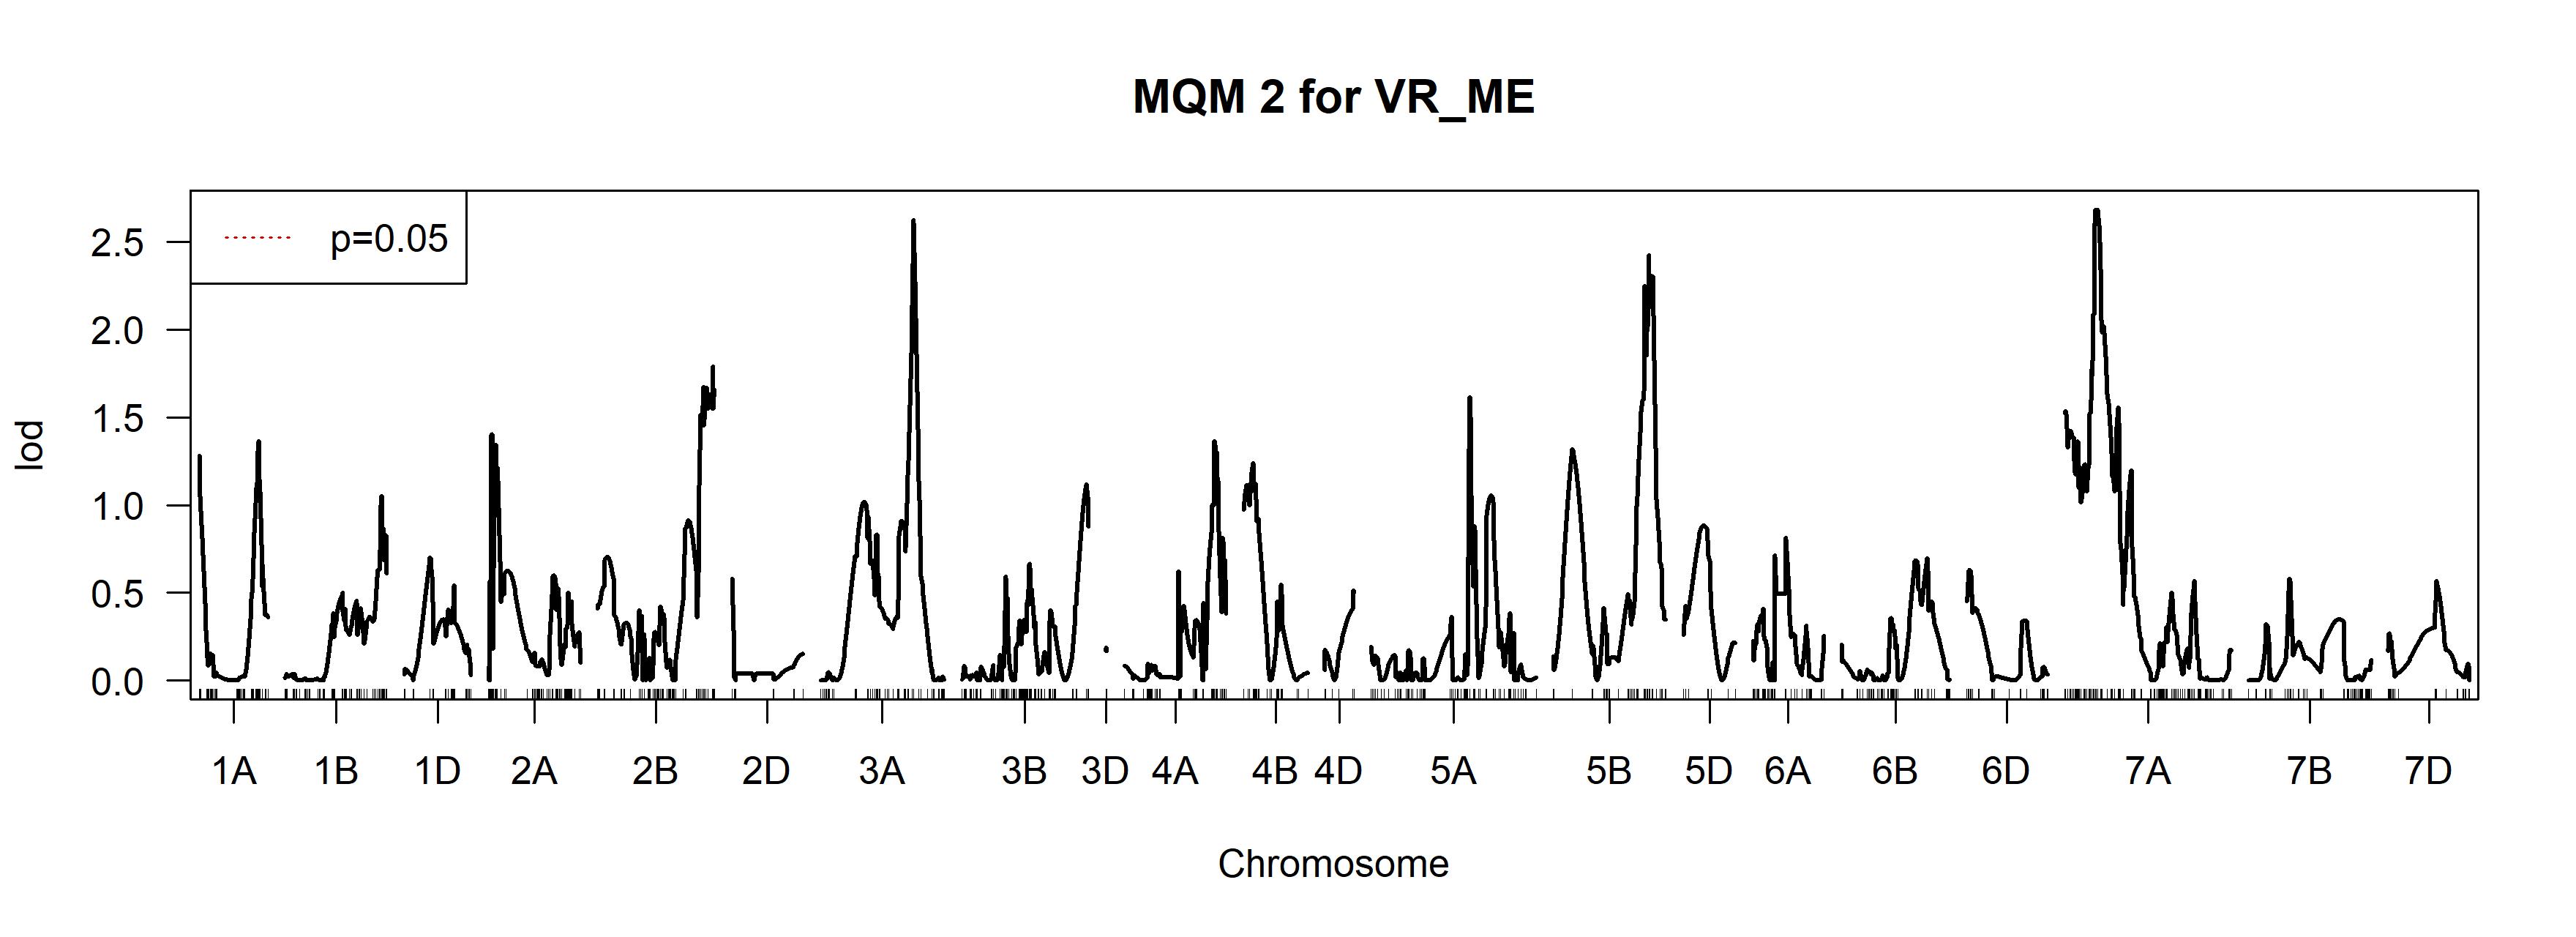 MQM 2 for VR_ME
p=0.05
2.5
2.0
1.5
1.0
0.5
0.0
lod
1A 1B 1D 2A 2B 2D 3A 3B 3D 4A 4B 4D 5A 5B 5D 6A 6B 6D 7A 7B 7D
Chromosome